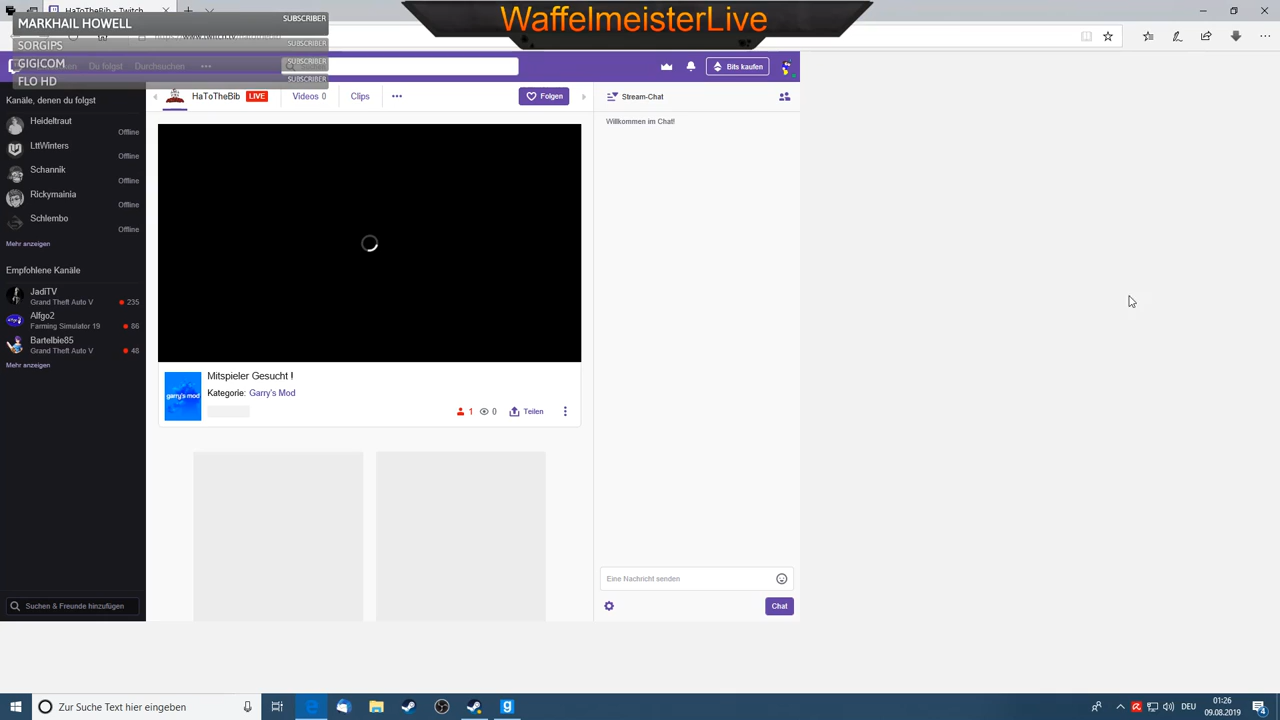 MARKHAIL HOWELL SUBSCRIBER
SORGIPS SUBSCRIBER
GIGICOM SUBSCRIBER
FLO HD SUBSCRIBER
WaffelmeisterLive
Du folgst Durchsuchen
Bits kaufen
Kanäle, denen du folgst
Heideltraut
Offline
LttWinters
Offline
Schannik
Offline
Rickymainia
Offline
Schlembo
Offline
Mehr anzeigen
Empfohlene Kanäle
JadiTV
Grand Theft Auto V 235
Alfgo2
Farming Simulator 19 86
Bartelbie85
Grand Theft Auto V 48
Mehr anzeigen
Suchen & Freunde hinzufügen
HaToTheBib LIVE Videos 0 Clips Folgen
Mitspieler Gesucht !
garry's mod
Kategorie: Garry's Mod
1 0 Teilen
Stream-Chat
Willkommen im Chat!
Eine Nachricht senden
Chat
Zur Suche Text hier eingeben
DEU
01:26
09.08.2019
4